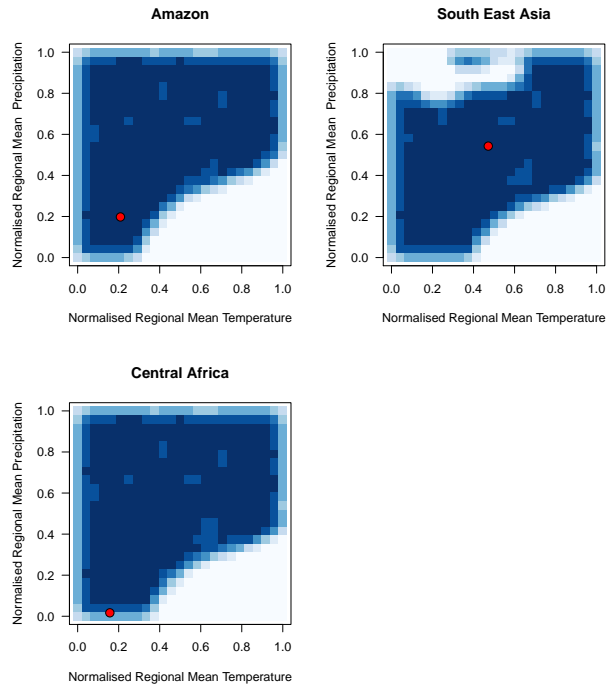 Amazon
Normalised Regional Mean Precipitation
1.0
0.8
0.6
0.4
0.2
0.0
0.0 0.2 0.4 0.6 0.8 1.0
Normalised Regional Mean Temperature
South East Asia
Normalised Regional Mean Precipitation
1.0
0.8
0.6
0.4
0.2
0.0
0.0 0.2 0.4 0.6 0.8 1.0
Normalised Regional Mean Temperature
Central Africa
Normalised Regional Mean Precipitation
1.0
0.8
0.6
0.4
0.2
0.0
0.0 0.2 0.4 0.6 0.8 1.0
Normalised Regional Mean Temperature